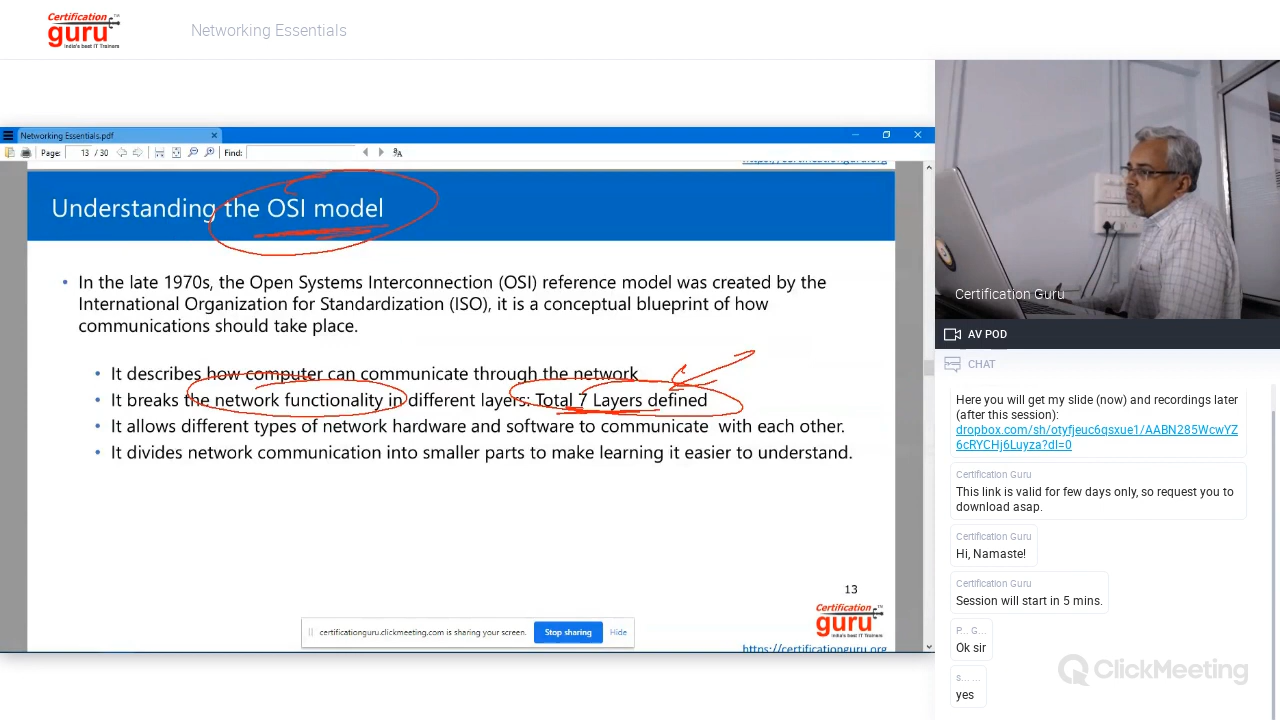 Certification
guru
India's best IT Trainers
Networking Essentials
Networking Essentials.pdf
Page: 13 / 30 Find:
Understanding the OSI model
In the late 1970s, the Open Systems Interconnection (OSI) reference model was created by the
International Organization for Standardization (ISO), it is a conceptual blueprint of how
communications should take place.
It describes how computer can communicate through the network
It breaks the network functionality in different layers: Total 7 Layers defined
It allows different types of network hardware and software to communicate with each other.
It divides network communication into smaller parts to make learning it easier to understand.
13
Certification
guru
certificationguru.clickmeeting.com is sharing your screen. Stop sharing Hide
https://certificationguru.org
Certification Guru
AV POD
CHAT
Here you will get my slide (now) and recordings later
(after this session):
dropbox.com/sh/otyfjeuc6qsxue1/AABN285WcwYZ
6cRYCHj6Luyza?dl=0
Certification Guru
This link is valid for few days only, so request you to
download asap.
Certification Guru
Hi, Namaste!
Certification Guru
Session will start in 5 mins.
P... G...
Ok sir
s... ...
yes
ClickMeeting